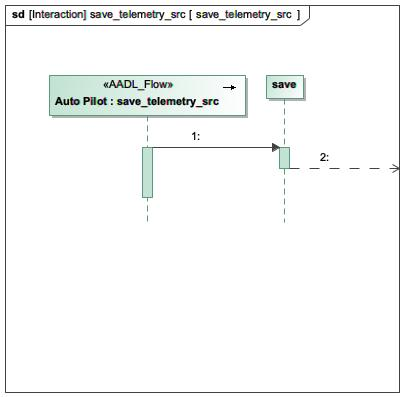 sd [Interaction] save_telemetry_src [ save_telemetry_src ]
«AADL_Flow»
Auto Pilot : save_telemetry_src
save
1:
2: